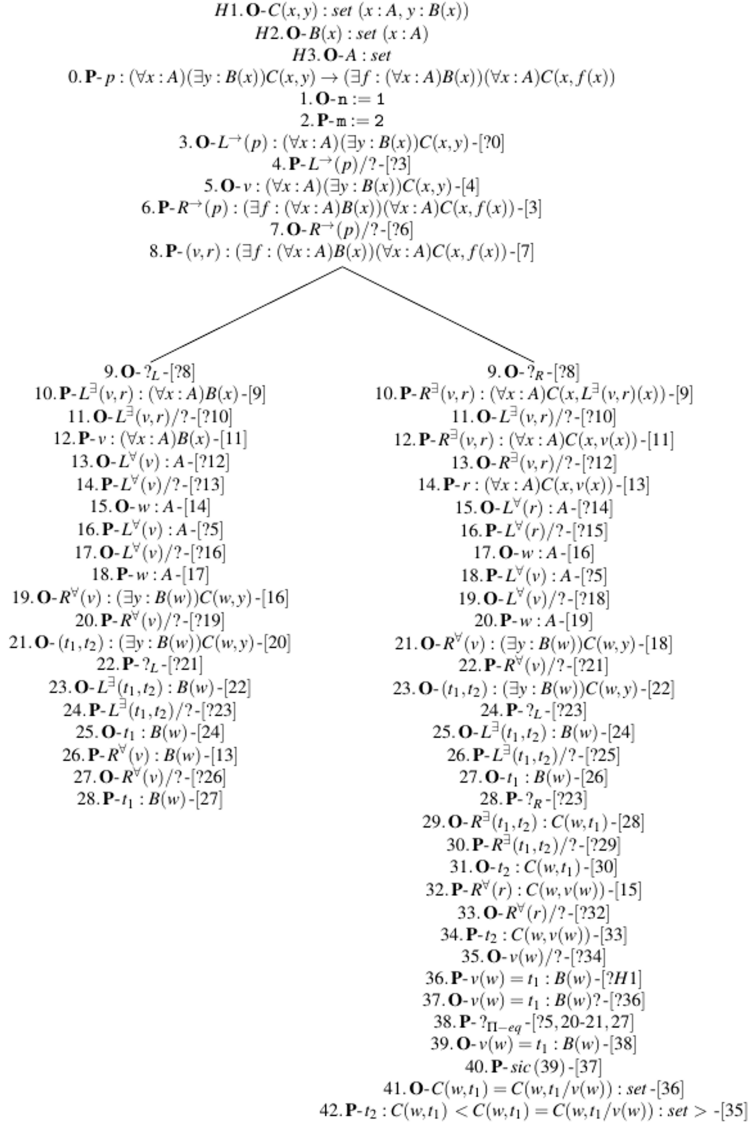 H1. O-C(x,y) : set (x : A, y : B(x))
H2. O-B(x) : set (x : A)
H3. O-A : set
0. P-p : (∀x : A)(∃y : B(x))C(x,y) → (∃f : (∀x : A)B(x))(∀x : A)C(x, f(x))
1. O-n := 1
2. P-m := 2
3. O-L→(p) : (∀x : A)(∃y : B(x))C(x,y)-[?0]
4. P-L→(p)/?-[?3]
5. O-v : (∀x : A)(∃y : B(x))C(x,y)-[4]
6. P-R→(p) : (∃f : (∀x : A)B(x))(∀x : A)C(x, f(x))-[3]
7. O-R→(p)/?-[?6]
8. P-(v,r) : (∃f : (∀x : A)B(x))(∀x : A)C(x, f(x))-[7]
9. O-?L-[?8]
10. P-L∃(v,r) : (∀x : A)B(x)-[9]
11. O-L∃(v,r)/?-[?10]
12. P-v : (∀x : A)B(x)-[11]
13. O-L∀(v) : A-[?12]
14. P-L∀(v)/?-[?13]
15. O-w : A-[14]
16. P-L∀(v) : A-[?5]
17. O-L∀(v)/?-[?16]
18. P-w : A-[17]
19. O-R∀(v) : (∃y : B(w))C(w,y)-[16]
20. P-R∀(v)/?-[?19]
21. O-(t₁,t₂) : (∃y : B(w))C(w,y)-[20]
22. P-?L-[?21]
23. O-L∃(t₁,t₂) : B(w)-[22]
24. P-L∃(t₁,t₂)/?-[?23]
25. O-t₁ : B(w)-[24]
26. P-R∀(v) : B(w)-[13]
27. O-R∀(v)/?-[?26]
28. P-t₁ : B(w)-[27]
9. O-?R-[?8]
10. P-R∃(v,r) : (∀x : A)C(x,L∃(v,r)(x))-[9]
11. O-L∃(v,r)/?-[?10]
12. P-R∃(v,r) : (∀x : A)C(x,v(x))-[11]
13. O-R∃(v,r)/?-[?12]
14. P-r : (∀x : A)C(x,v(x))-[13]
15. O-L∀(r) : A-[?14]
16. P-L∀(r)/?-[?15]
17. O-w : A-[16]
18. P-L∀(v) : A-[?5]
19. O-L∀(v)/?-[?18]
20. P-w : A-[19]
21. O-R∀(v) : (∃y : B(w))C(w,y)-[18]
22. P-R∀(v)/?-[?21]
23. O-(t₁,t₂) : (∃y : B(w))C(w,y)-[22]
24. P-?L-[?23]
25. O-L∃(t₁,t₂) : B(w)-[24]
26. P-L∃(t₁,t₂)/?-[?25]
27. O-t₁ : B(w)-[26]
28. P-?R-[?23]
29. O-R∃(t₁,t₂) : C(w,t₁)-[28]
30. P-R∃(t₁,t₂)/?-[?29]
31. O-t₂ : C(w,t₁)-[30]
32. P-R∀(r) : C(w,v(w))-[15]
33. O-R∀(r)/?-[?32]
34. P-t₂ : C(w,v(w))-[33]
35. O-v(w)/?-[?34]
36. P-v(w) = t₁ : B(w)-[?H1]
37. O-v(w) = t₁ : B(w)?-[?36]
38. P-?Π−eq-[?5,20-21,27]
39. O-v(w) = t₁ : B(w)-[38]
40. P-sic (39)-[37]
41. O-C(w,t₁) = C(w,t₁/v(w)) : set-[36]
42. P-t₂ : C(w,t₁) < C(w,t₁) = C(w,t₁/v(w)) : set > -[35]